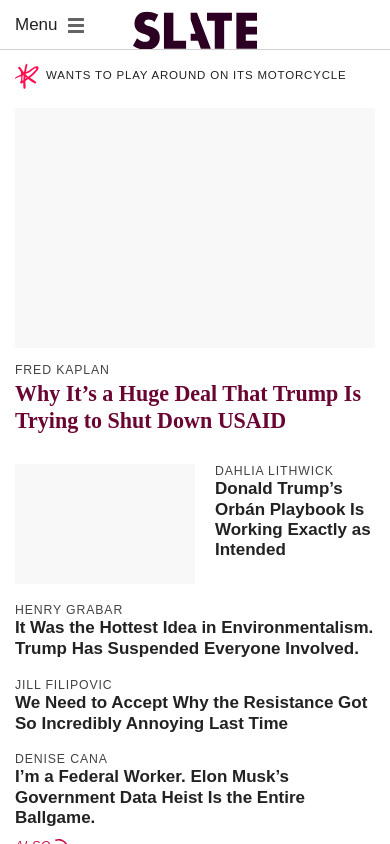 Menu
SLATE
WANTS TO PLAY AROUND ON ITS MOTORCYCLE
FRED KAPLAN
Why It’s a Huge Deal That Trump Is
Trying to Shut Down USAID
DAHLIA LITHWICK
Donald Trump’s
Orbán Playbook Is
Working Exactly as
Intended
HENRY GRABAR
It Was the Hottest Idea in Environmentalism.
Trump Has Suspended Everyone Involved.
JILL FILIPOVIC
We Need to Accept Why the Resistance Got
So Incredibly Annoying Last Time
DENISE CANA
I’m a Federal Worker. Elon Musk’s
Government Data Heist Is the Entire
Ballgame.
ALSO